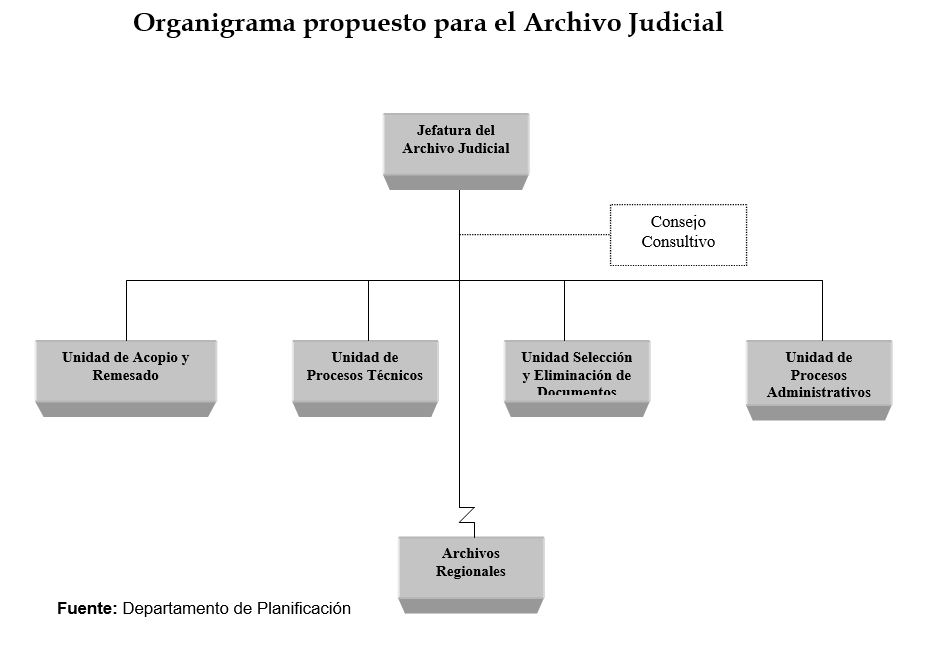 Organigrama propuesto para el Archivo Judicial
Jefatura del
Archivo Judicial
Consejo
Consultivo
Unidad de Acopio y
Remesado
Unidad de
Procesos Técnicos
Unidad Selección
y Eliminación de
Documentos
Unidad de
Procesos
Administrativos
Archivos
Regionales
Fuente: Departamento de Planificación